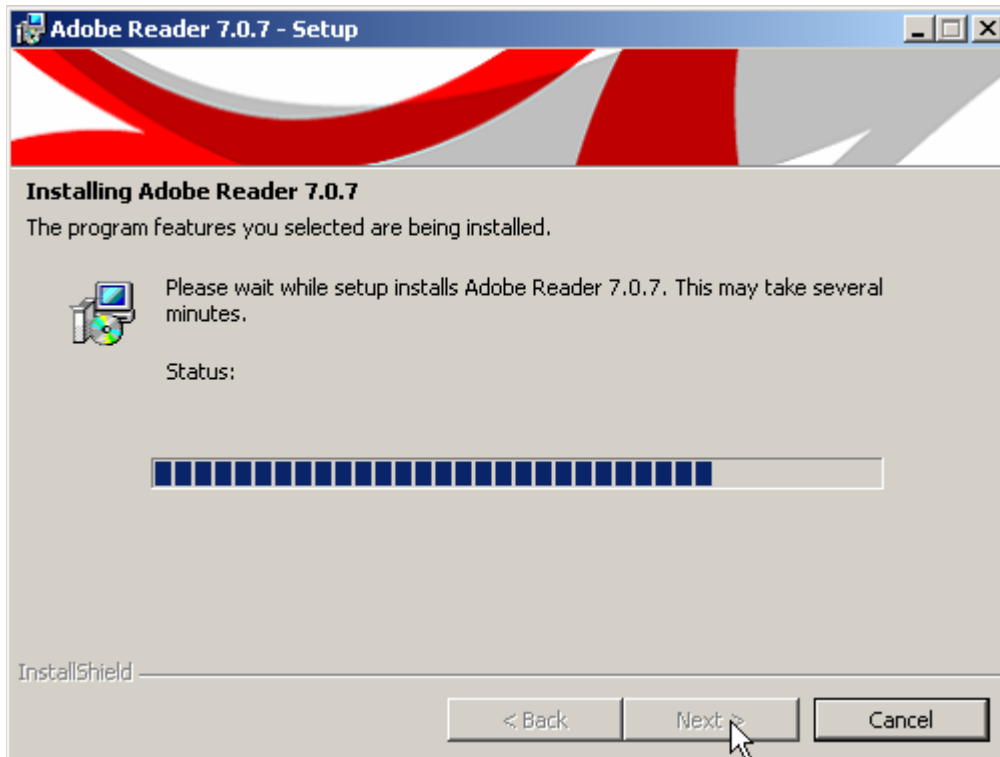 Adobe Reader 7.0.7 - Setup
Installing Adobe Reader 7.0.7
The program features you selected are being installed.
Please wait while setup installs Adobe Reader 7.0.7. This may take several
minutes.
Status:
InstallShield
< Back
Next >
Cancel